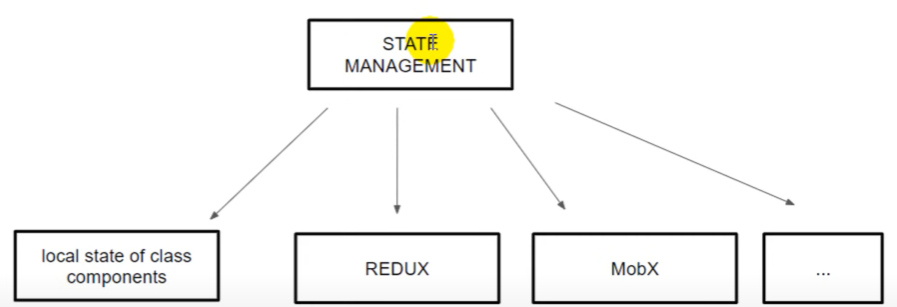 STATE
MANAGEMENT
local state of class
components
REDUX
MobX
...